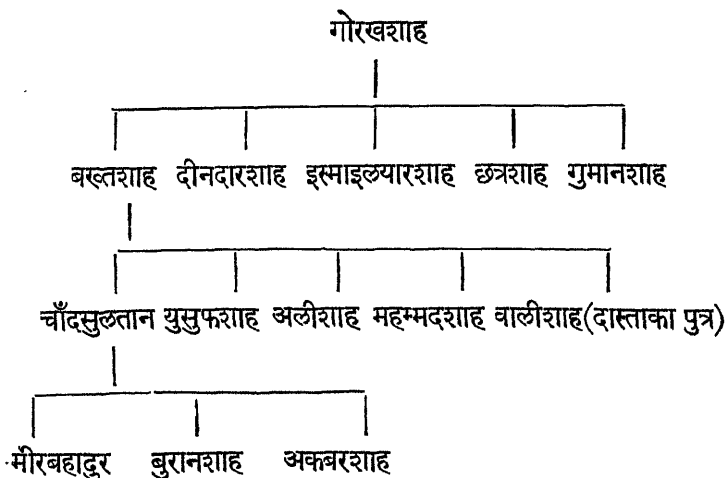 गोरखशाह
बख्तशाह दीनदारशाह इस्माइलयारशाह छत्रशाह गुमानशाह
चाँदसुलतान युसुफशाह अलीशाह महम्मदशाह वालीशाह(दास्ताका पुत्र)
मीरबहादुर बुरानशाह अकबरशाह